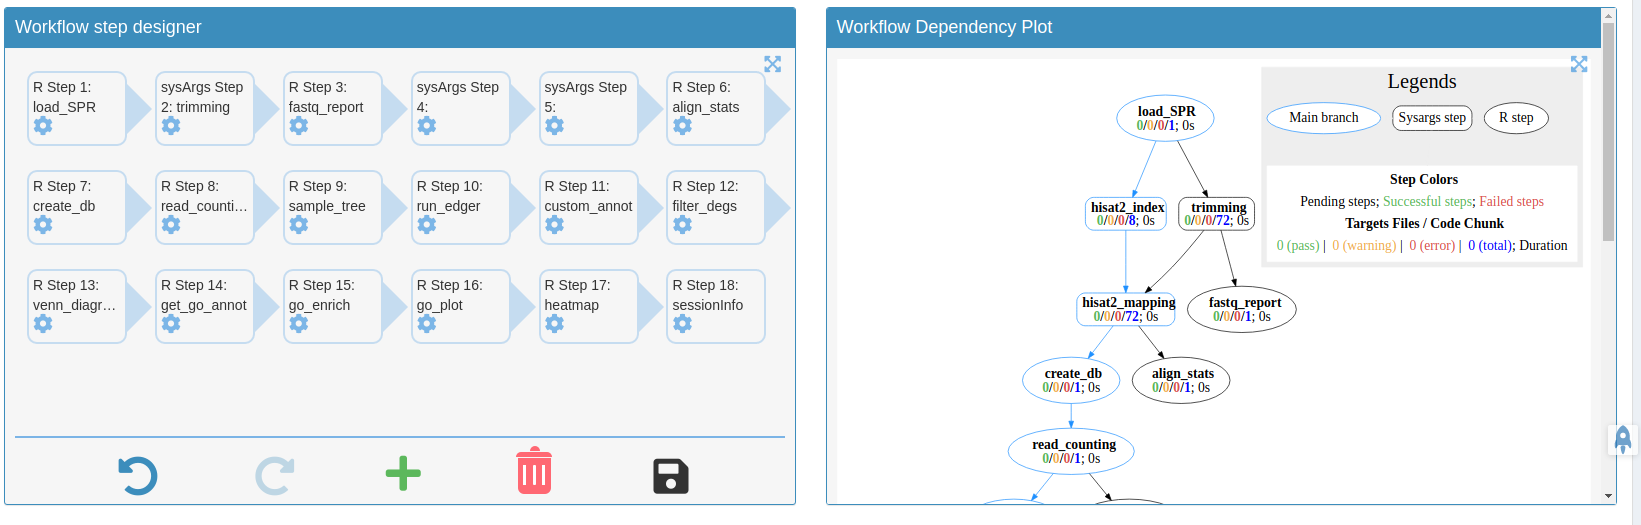 Workflow step designer
R Step 1:
load_SPR
sysArgs Step
2: trimming
R Step 3:
fastq_report
sysArgs Step
4:
sysArgs Step
5:
R Step 6:
align_stats
R Step 7:
create_db
R Step 8:
read_counti…
R Step 9:
sample_tree
R Step 10:
run_edger
R Step 11:
custom_annot
R Step 12:
filter_degs
R Step 13:
venn_diagr…
R Step 14:
get_go_annot
R Step 15:
go_enrich
R Step 16:
go_plot
R Step 17:
heatmap
R Step 18:
sessionInfo
Workflow Dependency Plot
load_SPR
0/0/0/1; 0s
hisat2_index
0/0/0/8; 0s
trimming
0/0/0/72; 0s
hisat2_mapping
0/0/0/72; 0s
fastq_report
0/0/0/1; 0s
create_db
0/0/0/1; 0s
align_stats
0/0/0/1; 0s
read_counting
0/0/0/1; 0s
Legends
Main branch
Sysargs step
R step
Step Colors
Pending steps; Successful steps; Failed steps
Targets Files / Code Chunk
0 (pass) | 0 (warning) | 0 (error) | 0 (total); Duration